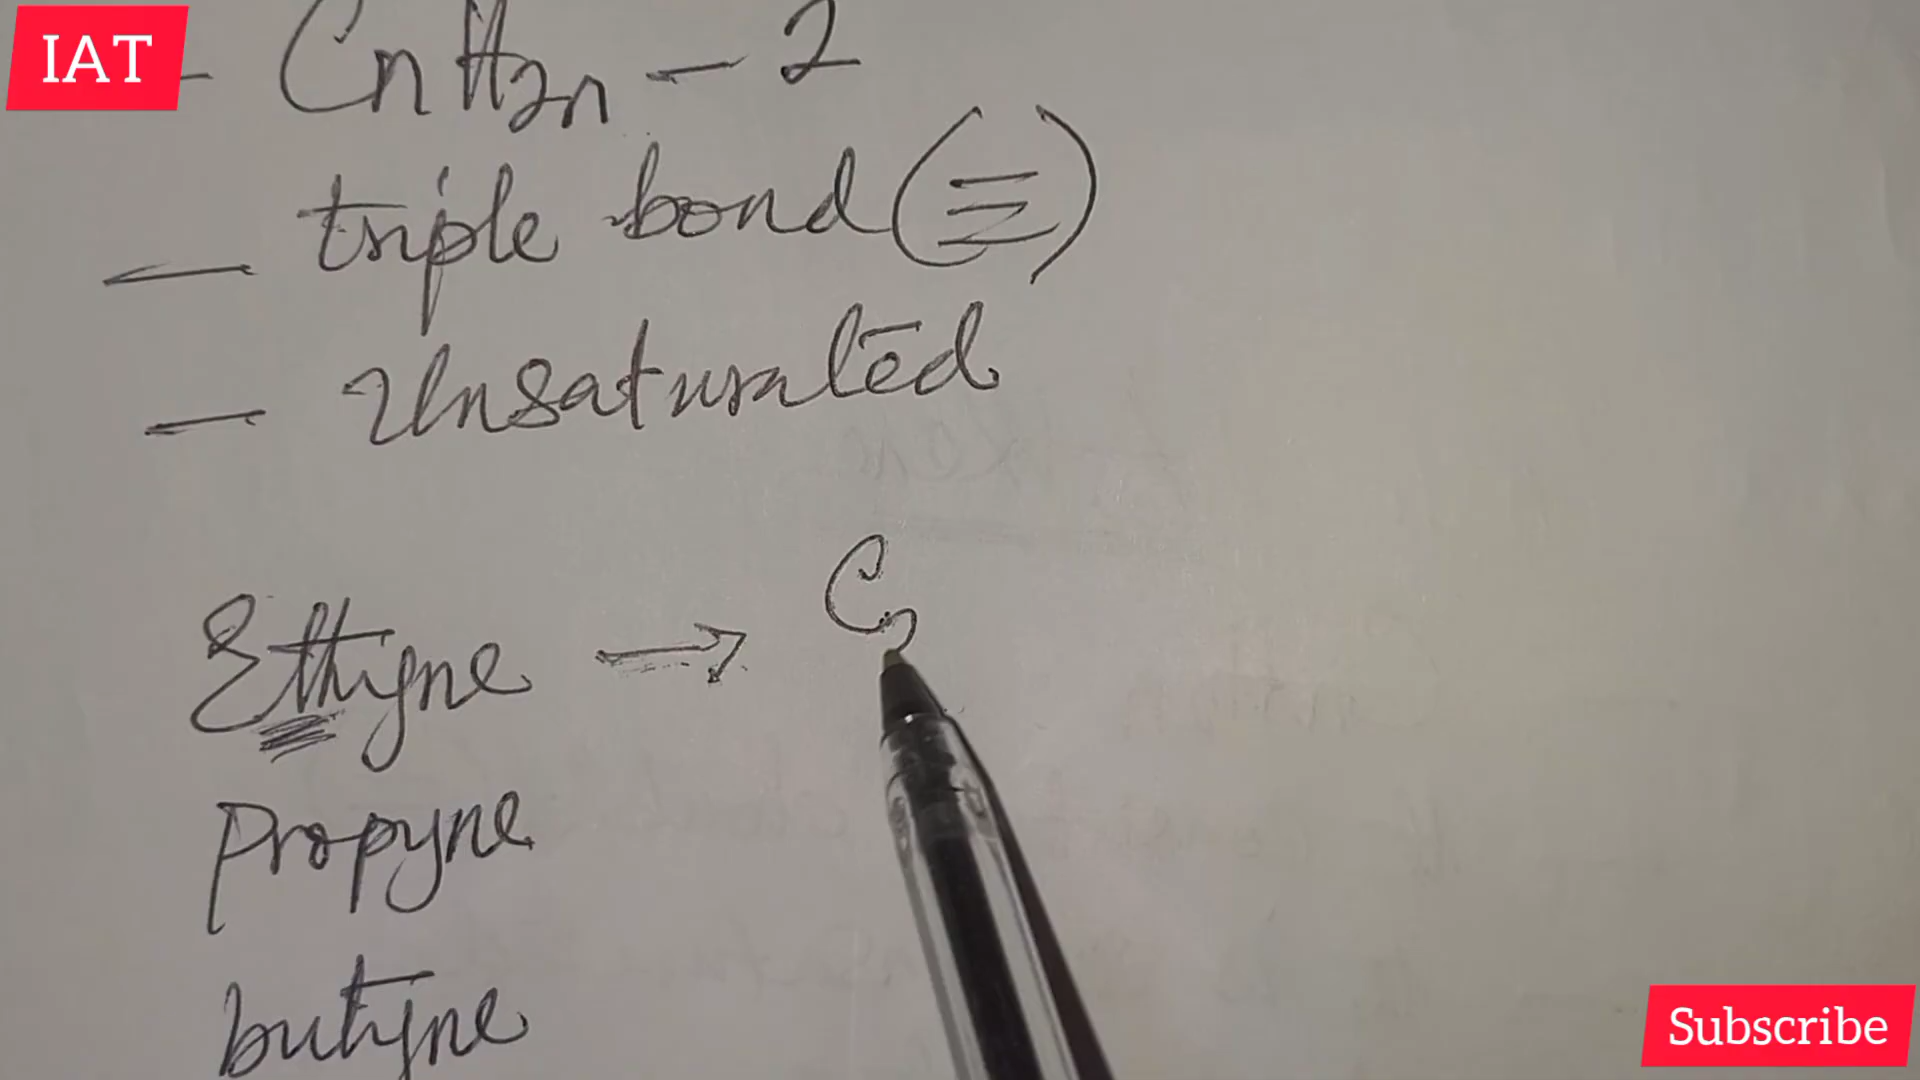 IAT
- CnH2n - 2
- triple bond (≡)
- Unsaturated
Ethyne → C2
Propyne
butyne
Subscribe